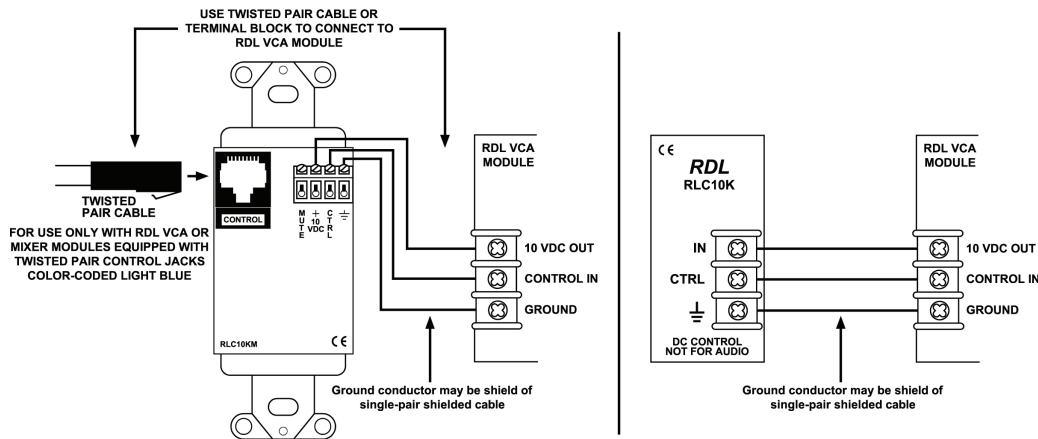 USE TWISTED PAIR CABLE OR
TERMINAL BLOCK TO CONNECT TO
RDL VCA MODULE
TWISTED
PAIR CABLE
FOR USE ONLY WITH RDL VCA OR
MIXER MODULES EQUIPPED WITH
TWISTED PAIR CONTROL JACKS
COLOR-CODED LIGHT BLUE
CONTROL
MUTE
+ 10 VDC
CTRL
RLC10KM
CE
RDL VCA
MODULE
10 VDC OUT
CONTROL IN
GROUND
Ground conductor may be shield of
single-pair shielded cable
CE
RDL
RLC10K
IN
CTRL
DC CONTROL
NOT FOR AUDIO
RDL VCA
MODULE
10 VDC OUT
CONTROL IN
GROUND
Ground conductor may be shield of
single-pair shielded cable